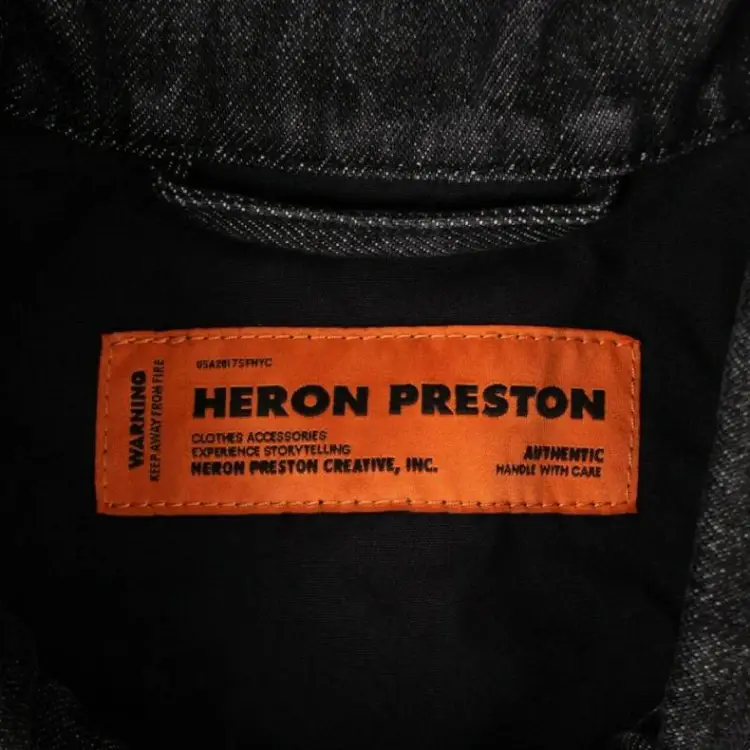 WARNING
KEEP AWAY FROM FIRE
USA2017SFNYC
HERON PRESTON
CLOTHES ACCESSORIES
EXPERIENCE STORYTELLING
HERON PRESTON CREATIVE, INC.
AUTHENTIC
HANDLE WITH CARE